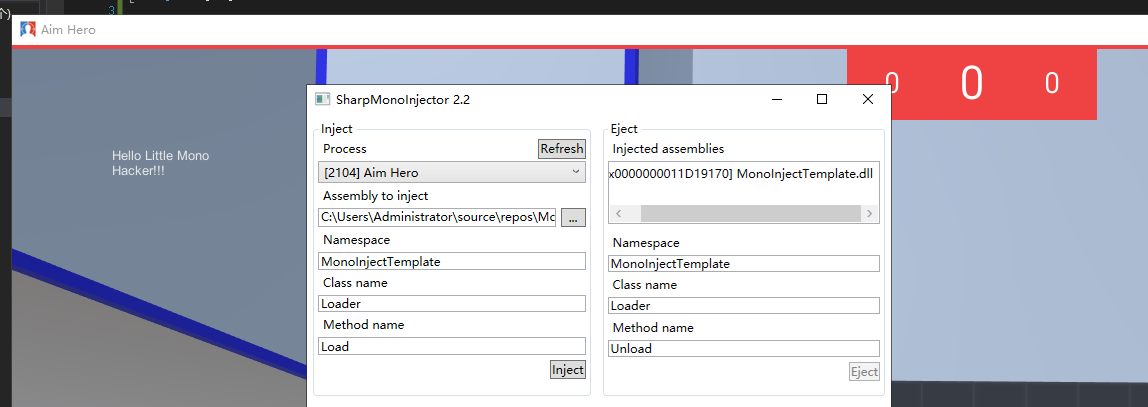 3
Aim Hero
0 0 0
Hello Little Mono
Hacker!!!
SharpMonoInjector 2.2
Inject
Process
Refresh
[2104] Aim Hero
Assembly to inject
C:\Users\Administrator\source\repos\Mc
...
Namespace
MonoInjectTemplate
Class name
Loader
Method name
Load
Inject
Eject
Injected assemblies
x0000000011D19170] MonoInjectTemplate.dll
Namespace
MonoInjectTemplate
Class name
Loader
Method name
Unload
Eject